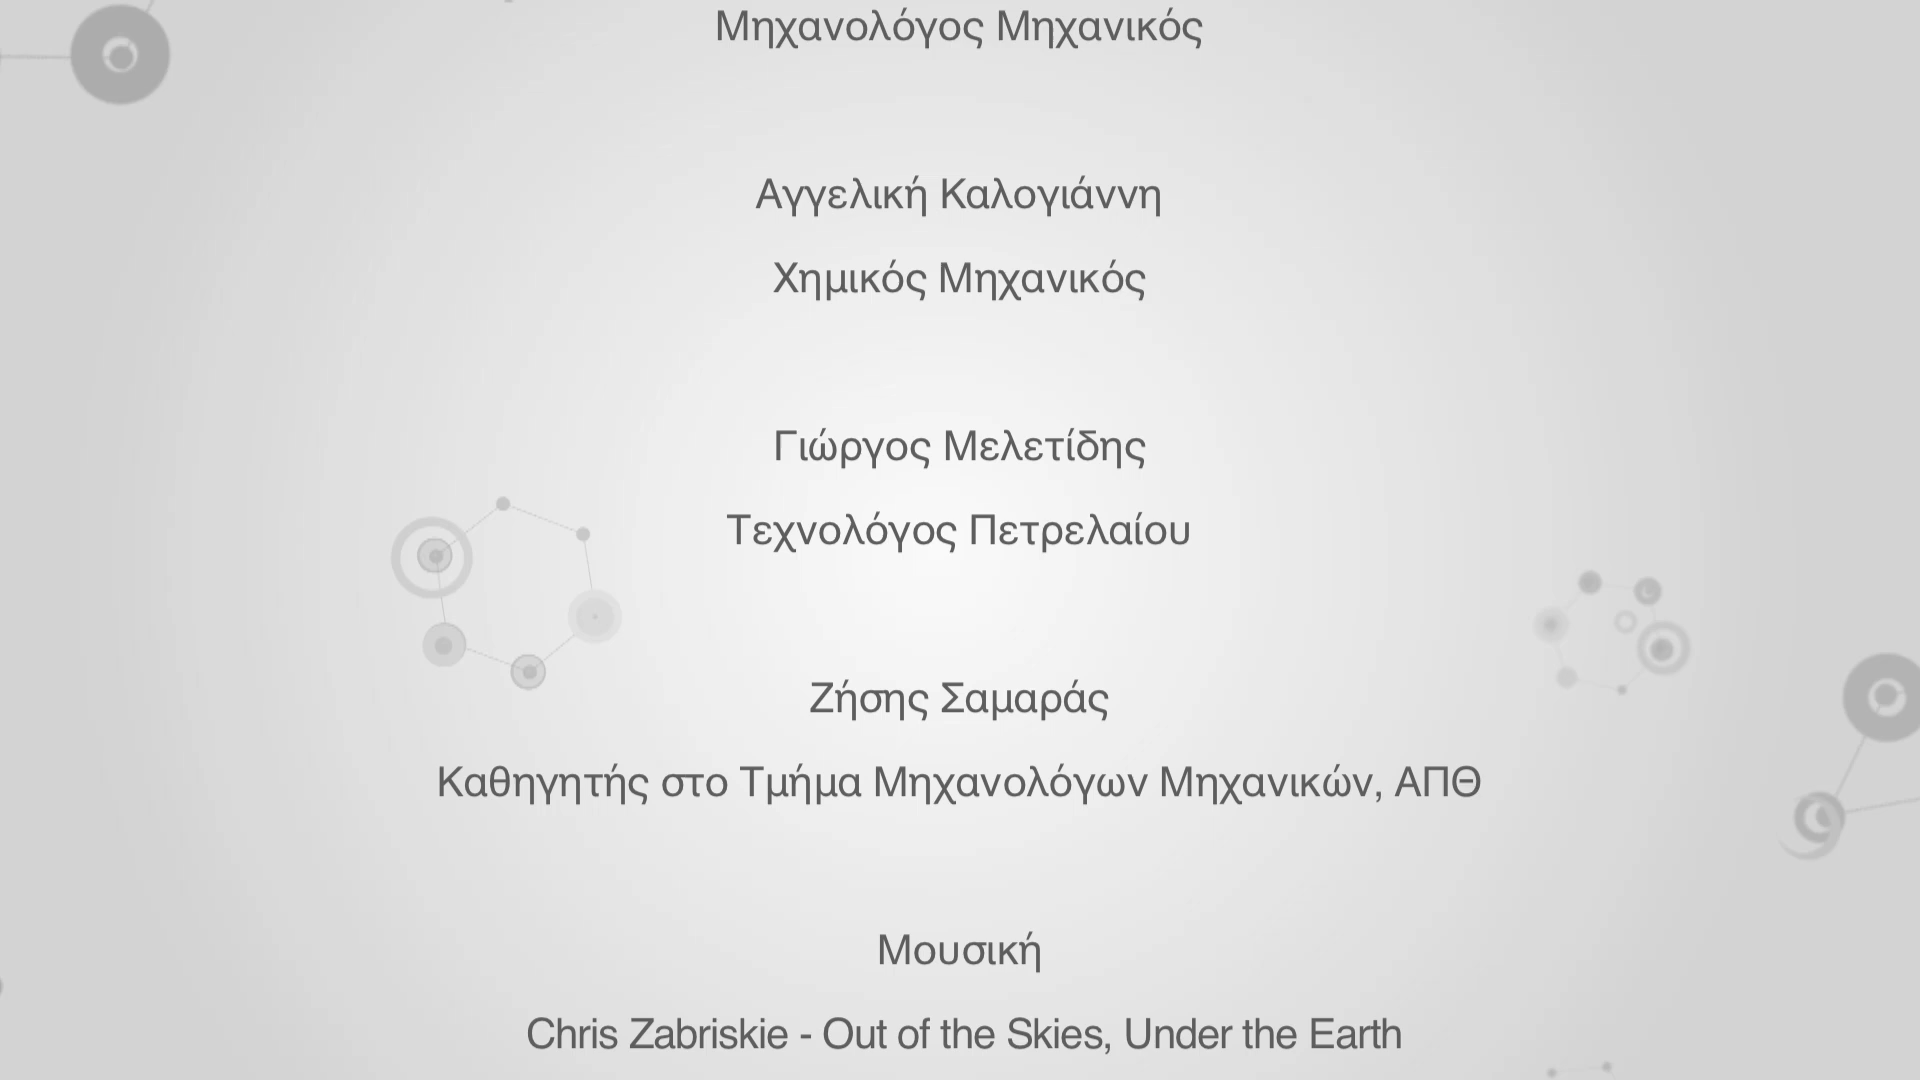 Μηχανολόγος Μηχανικός
Αγγελική Καλογιάννη
Χημικός Μηχανικός
Γιώργος Μελετίδης
Τεχνολόγος Πετρελαίου
Ζήσης Σαμαράς
Καθηγητής στο Τμήμα Μηχανολόγων Μηχανικών, ΑΠΘ
Μουσική
Chris Zabriskie - Out of the Skies, Under the Earth